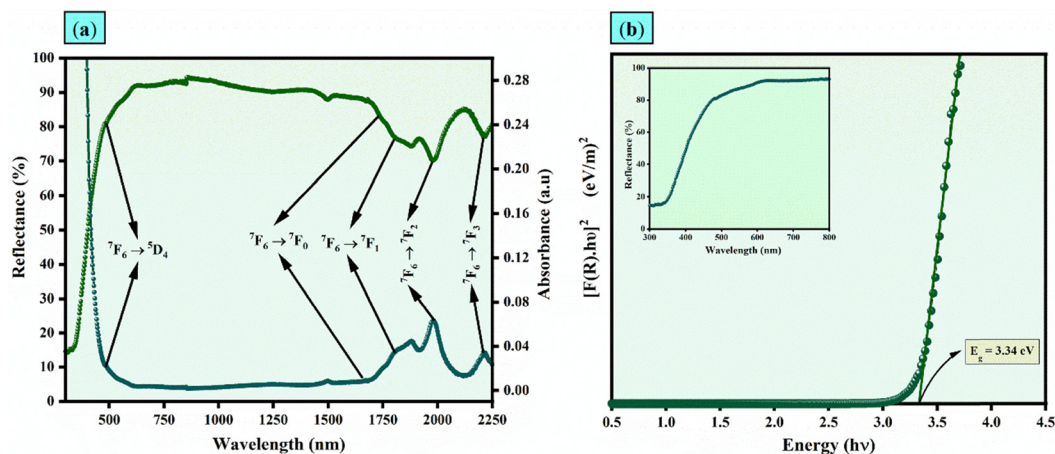 (a)
100
90
80
70
60
50
40
30
20
10
0
Reflectance (%)
0.28
0.24
0.20
0.16
0.12
0.08
0.04
0.00
Absorbance (a.u)
⁷F₆→⁵D₄
⁷F₆→⁷F₀
⁷F₆→⁷F₁
⁷F₆→⁷F₂
⁷F₆→⁷F₃
500 750 1000 1250 1500 1750 2000 2250
Wavelength (nm)
(b)
[F(R).hυ]² (eV/m)²
100
80
60
40
20
0
Reflectance (%)
300 400 500 600 700 800
Wavelength (nm)
E_g = 3.34 eV
0.5 1.0 1.5 2.0 2.5 3.0 3.5 4.0 4.5
Energy (hν)